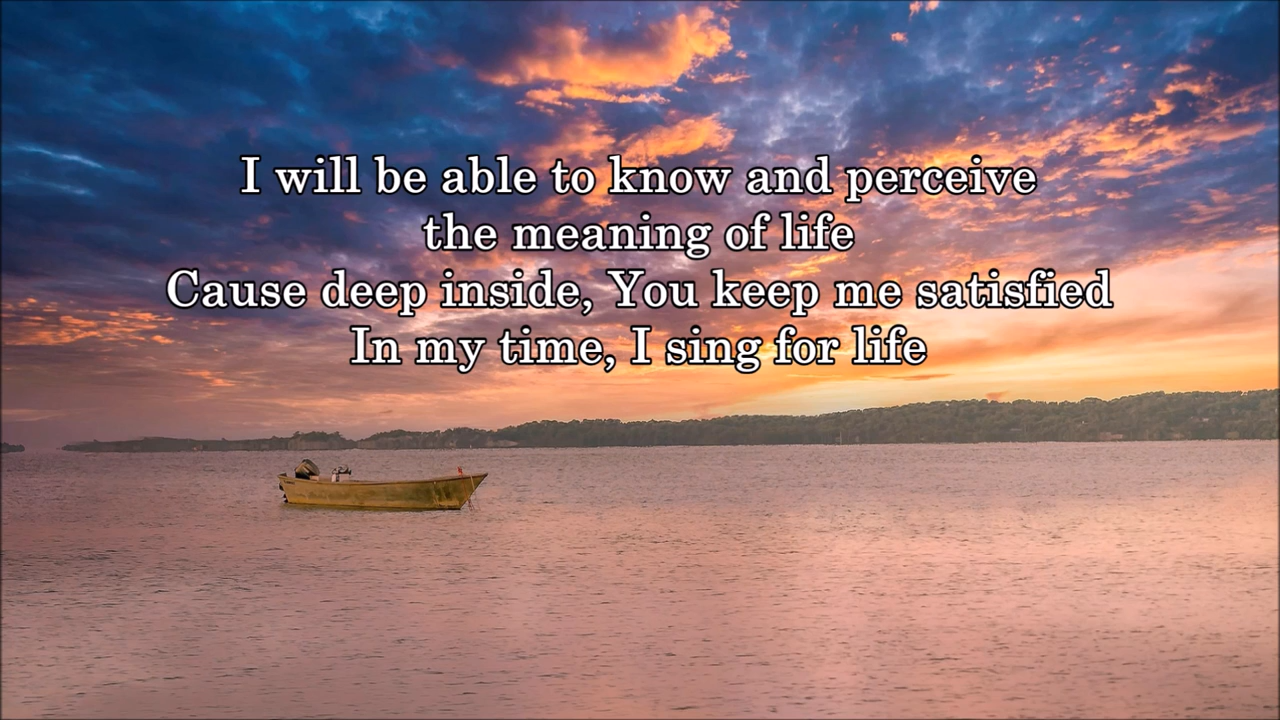 I will be able to know and perceive
the meaning of life
Cause deep inside, You keep me satisfied
In my time, I sing for life